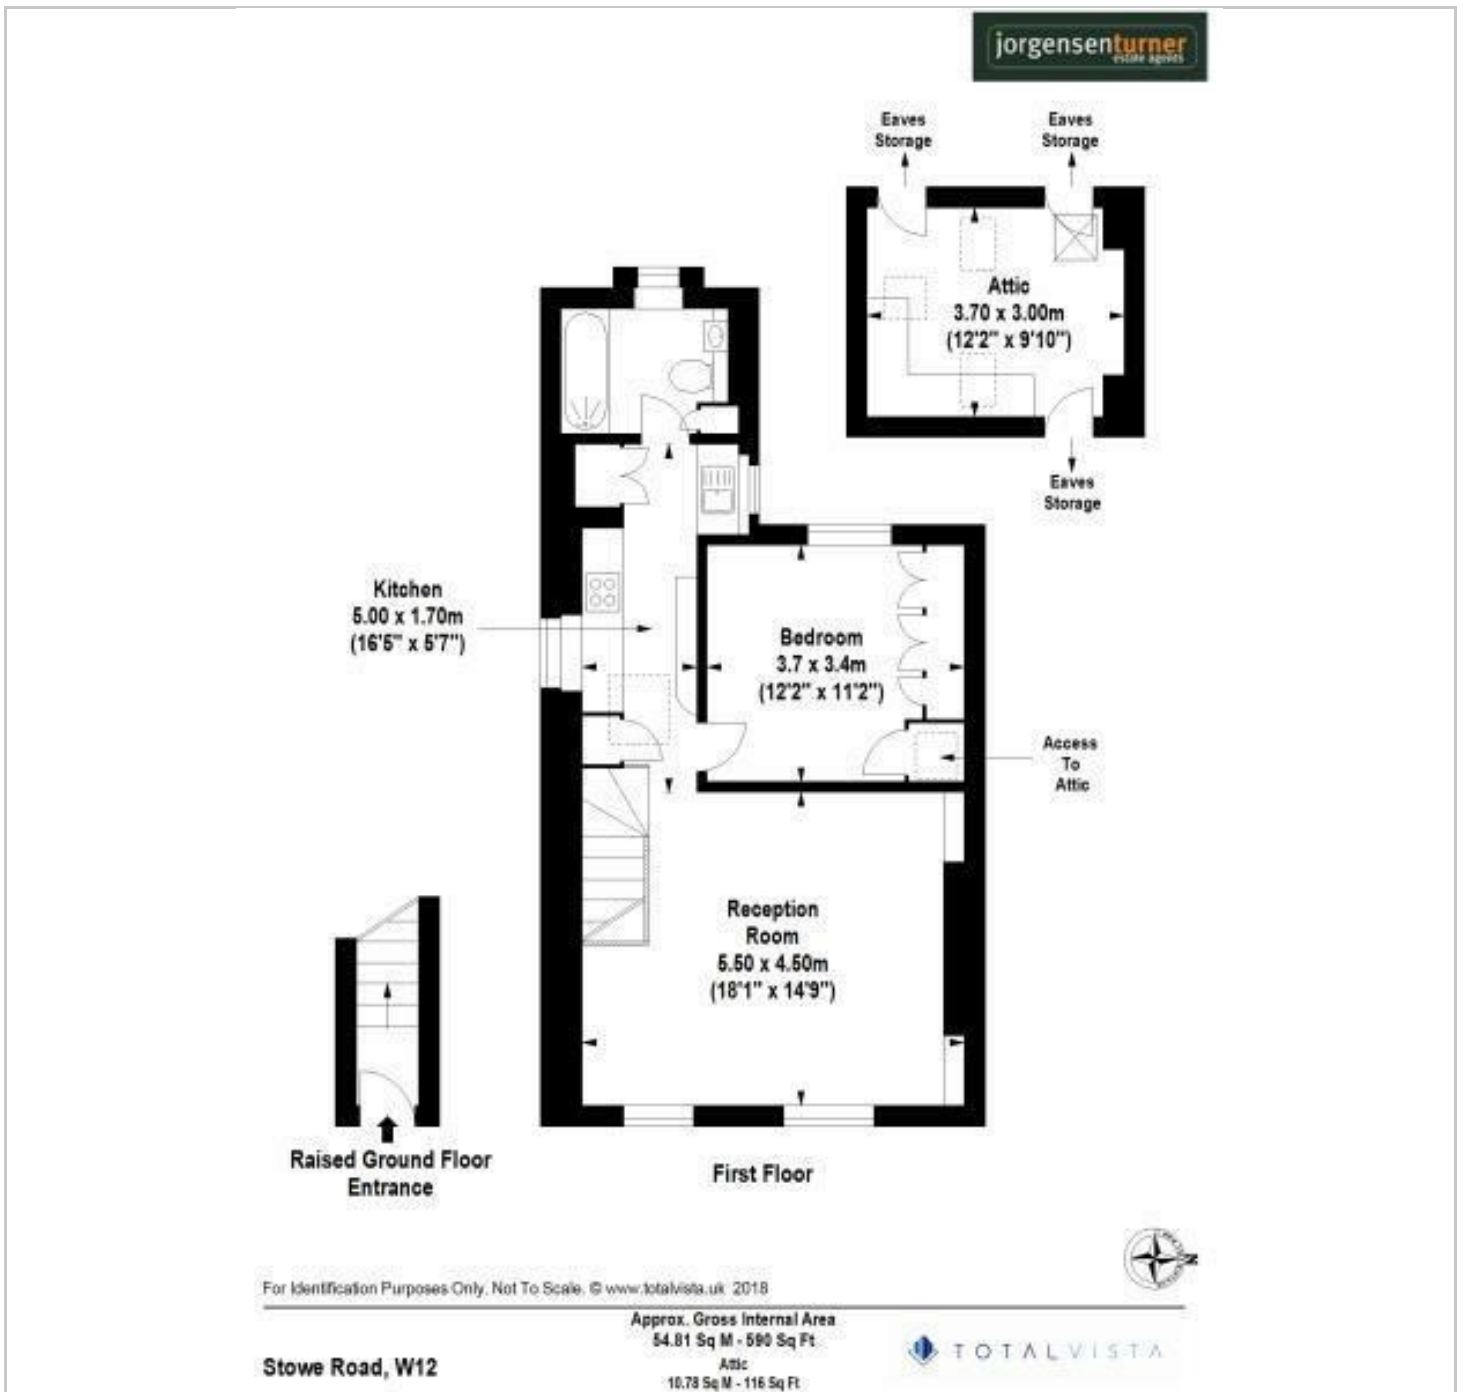 jorgensenturner
estate agents
Eaves
Storage
Eaves
Storage
Attic
3.70 x 3.00m
(12'2" x 9'10")
Eaves
Storage
Kitchen
5.00 x 1.70m
(16'5" x 5'7")
Bedroom
3.7 x 3.4m
(12'2" x 11'2")
Access
To
Attic
Reception
Room
5.50 x 4.50m
(18'1" x 14'9")
Raised Ground Floor
Entrance
First Floor
N
For Identification Purposes Only. Not To Scale. © www.totalvista.uk 2018
Approx. Gross Internal Area
54.81 Sq M - 590 Sq Ft
Attic
10.78 Sq M - 116 Sq Ft
Stowe Road, W12
TOTALVISTA